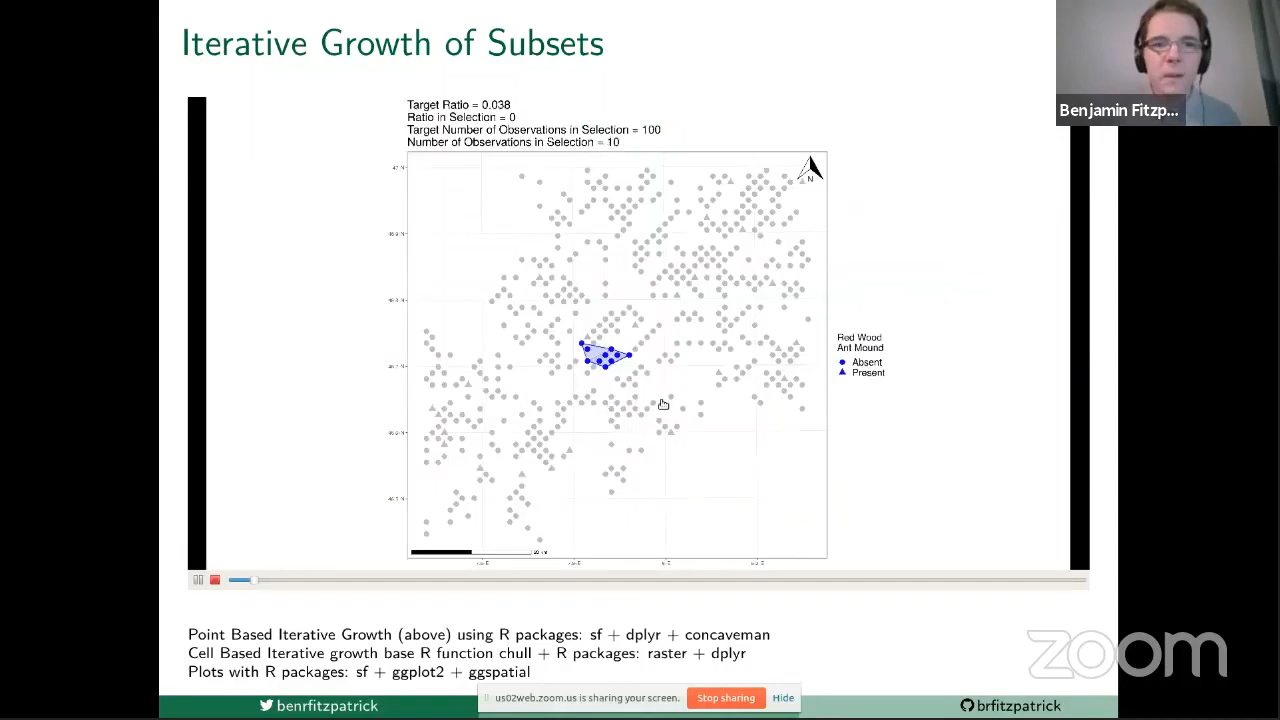 Iterative Growth of Subsets
Benjamin Fitzp...
Target Ratio = 0.038
Ratio in Selection = 0
Target Number of Observations in Selection = 100
Number of Observations in Selection = 10
N
Red Wood
Ant Mound
Absent
Present
Point Based Iterative Growth (above) using R packages: sf + dplyr + concaveman
Cell Based Iterative growth base R function chull + R packages: raster + dplyr
Plots with R packages: sf + ggplot2 + ggspatial
zoom
us02web.zoom.us is sharing your screen.
Stop sharing
Hide
benrfitzpatrick
brfitzpatrick